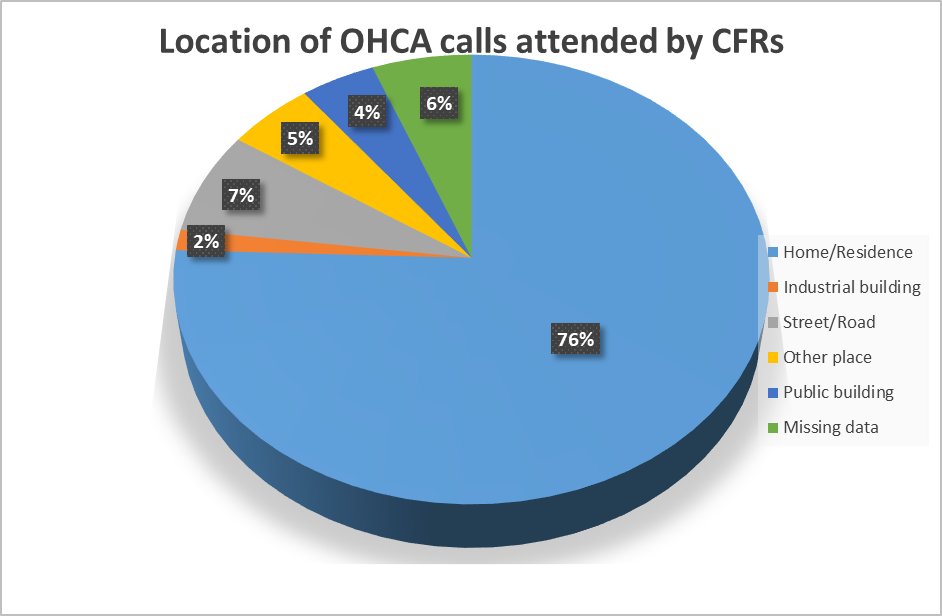 Location of OHCA calls attended by CFRs
6%
4%
5%
7%
2%
76%
Home/Residence
Industrial building
Street/Road
Other place
Public building
Missing data